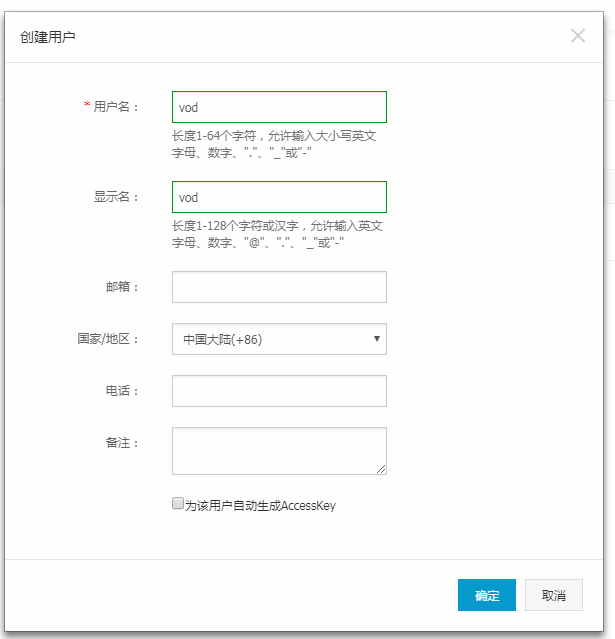 创建用户
* 用户名：
vod
长度1-64个字符，允许输入大小写英文
字母、数字、"."、"_"或"-"
显示名：
vod
长度1-128个字符或汉字，允许输入英文
字母、数字、"@"、"."、"_"或"-"
邮箱：
国家/地区：
中国大陆(+86)
电话：
备注：
为该用户自动生成AccessKey
确定
取消